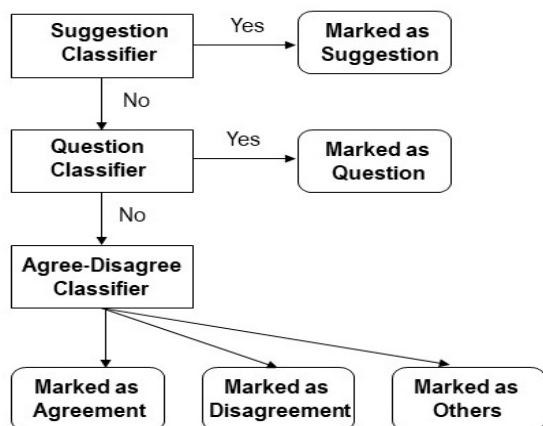 Suggestion
Classifier
Yes
Marked as
Suggestion
No
Question
Classifier
Yes
Marked as
Question
No
Agree-Disagree
Classifier
Marked as
Agreement
Marked as
Disagreement
Marked as
Others